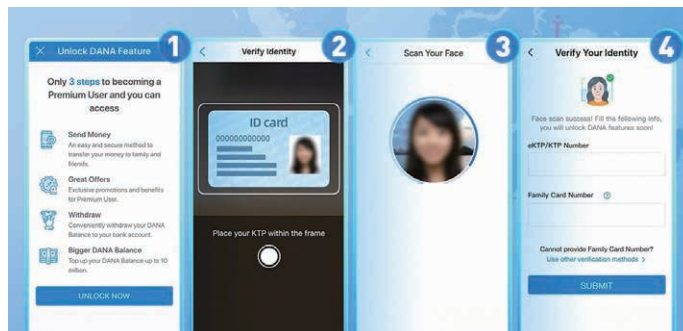 Unlock DANA Feature
1
Only 3 steps to becoming a
Premium User and you can
access
Send Money
An easy and secure method to
transfer your money to family and
friends.
Great Offers
Exclusive promotions and benefits
for Premium User.
Withdraw
Conveniently withdraw your DANA
Balance to your bank account.
Bigger DANA Balance
Top up your DANA Balance up to 10
million.
UNLOCK NOW
Verify Identity
2
ID card
000000000000
Place your KTP within the frame
Scan Your Face
3
Verify Your Identity
4
Face scan success! Fill the following info,
you will unlock DANA features soon!
eKTP/KTP Number
Family Card Number
Cannot provide Family Card Number?
Use other verification methods >
SUBMIT